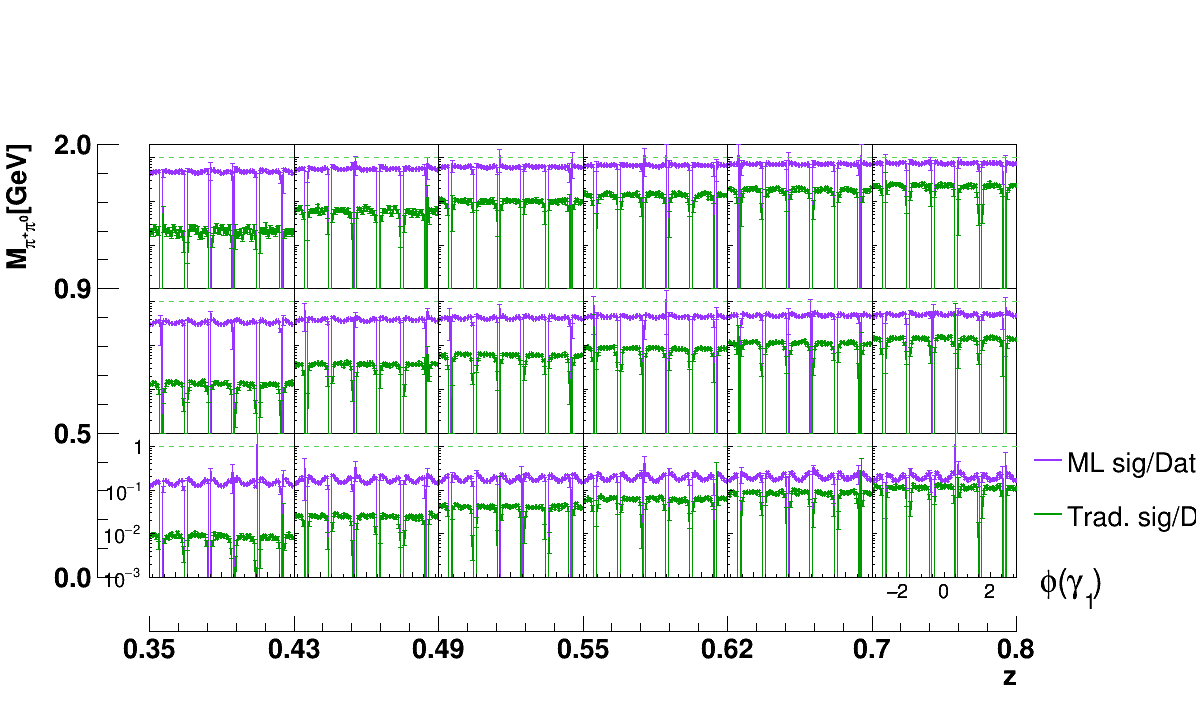 2.0
M π⁺π⁰ [GeV]
0.9
0.5
1
10⁻¹
10⁻²
10⁻³
0.0
ML sig/Dat
Trad. sig/D
−2 0 2
ϕ(γ₁)
0.35 0.43 0.49 0.55 0.62 0.7 0.8
z